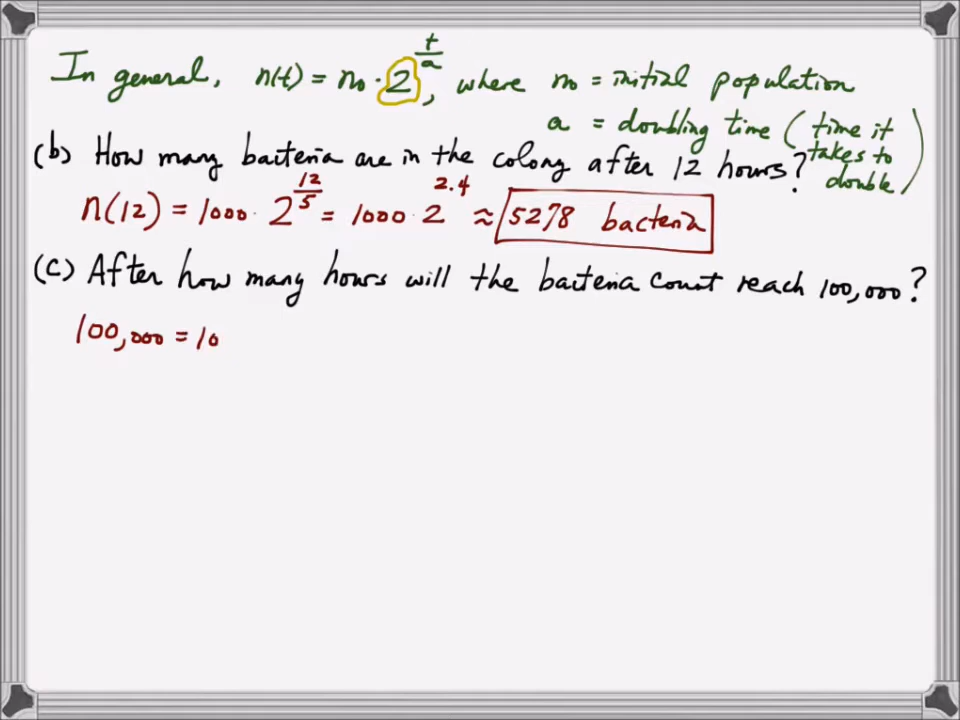 In general, n(t) = n₀ · 2^(t/a), where n₀ = initial population
a = doubling time (time it takes to double)
(b) How many bacteria are in the colony after 12 hours?
n(12) = 1000 · 2^(12/5) = 1000 · 2^2.4 ≈ 5278 bacteria
(c) After how many hours will the bacteria count reach 100,000?
100,000 = 10